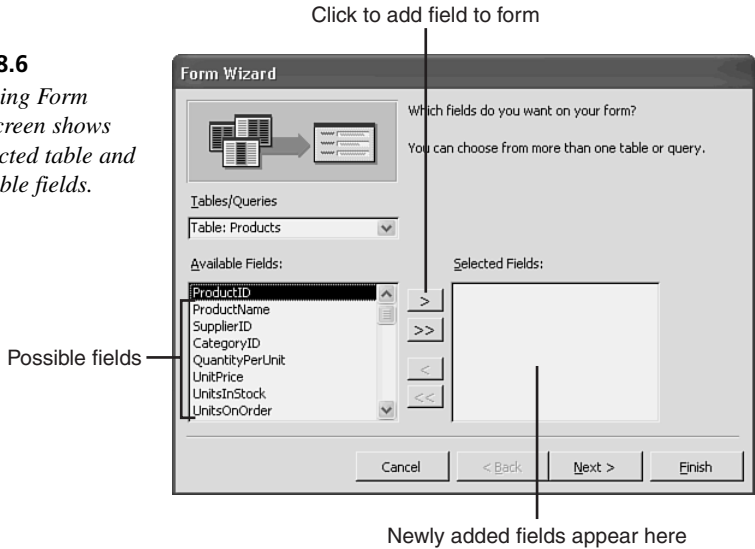 Click to add field to form
8.6
ing Form
creen shows
cted table and
ble fields.
Form Wizard
Which fields do you want on your form?
You can choose from more than one table or query.
Tables/Queries
Table: Products
Available Fields:
Selected Fields:
ProductID
ProductName
SupplierID
CategoryID
QuantityPerUnit
UnitPrice
UnitsInStock
UnitsOnOrder
>
>>
<
<<
Possible fields
Cancel
< Back
Next >
Finish
Newly added fields appear here